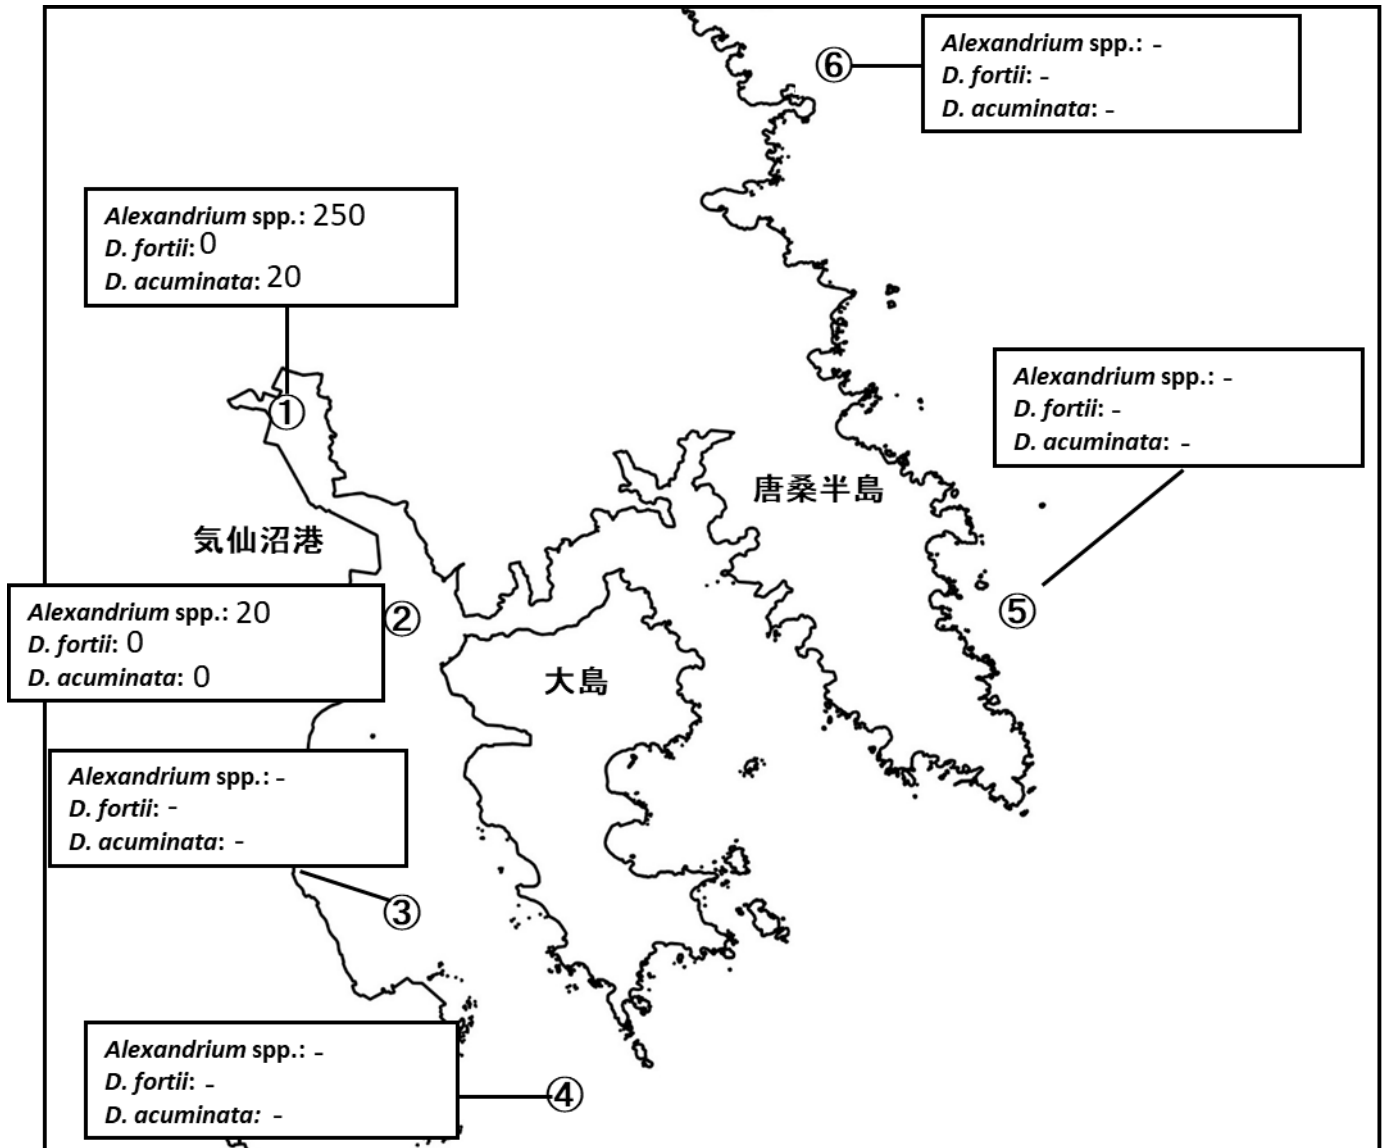 Alexandrium spp.: -
D. fortii: -
D. acuminata: -
⑥
Alexandrium spp.: 250
D. fortii: 0
D. acuminata: 20
①
Alexandrium spp.: -
D. fortii: -
D. acuminata: -
⑤
唐桑半島
気仙沼港
Alexandrium spp.: 20
D. fortii: 0
D. acuminata: 0
②
大島
Alexandrium spp.: -
D. fortii: -
D. acuminata: -
③
Alexandrium spp.: -
D. fortii: -
D. acuminata: -
④